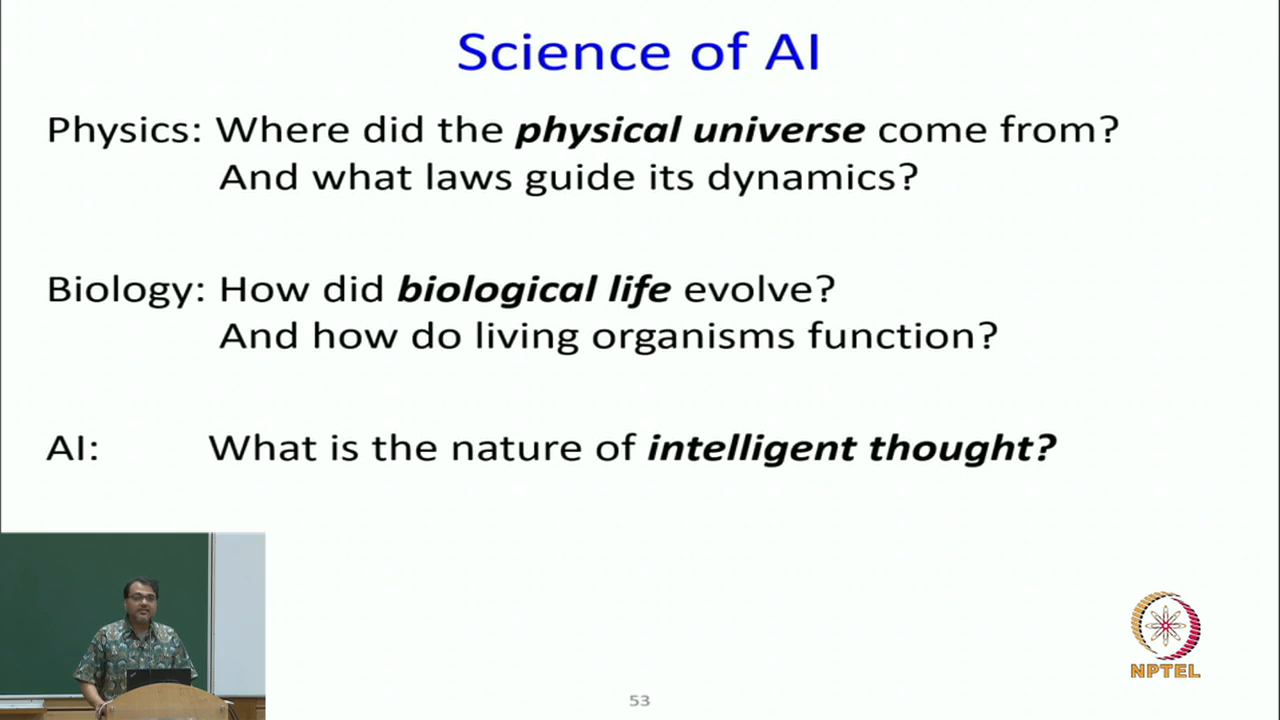 Science of AI
Physics: Where did the physical universe come from?
And what laws guide its dynamics?
Biology: How did biological life evolve?
And how do living organisms function?
AI: What is the nature of intelligent thought?
NPTEL
53